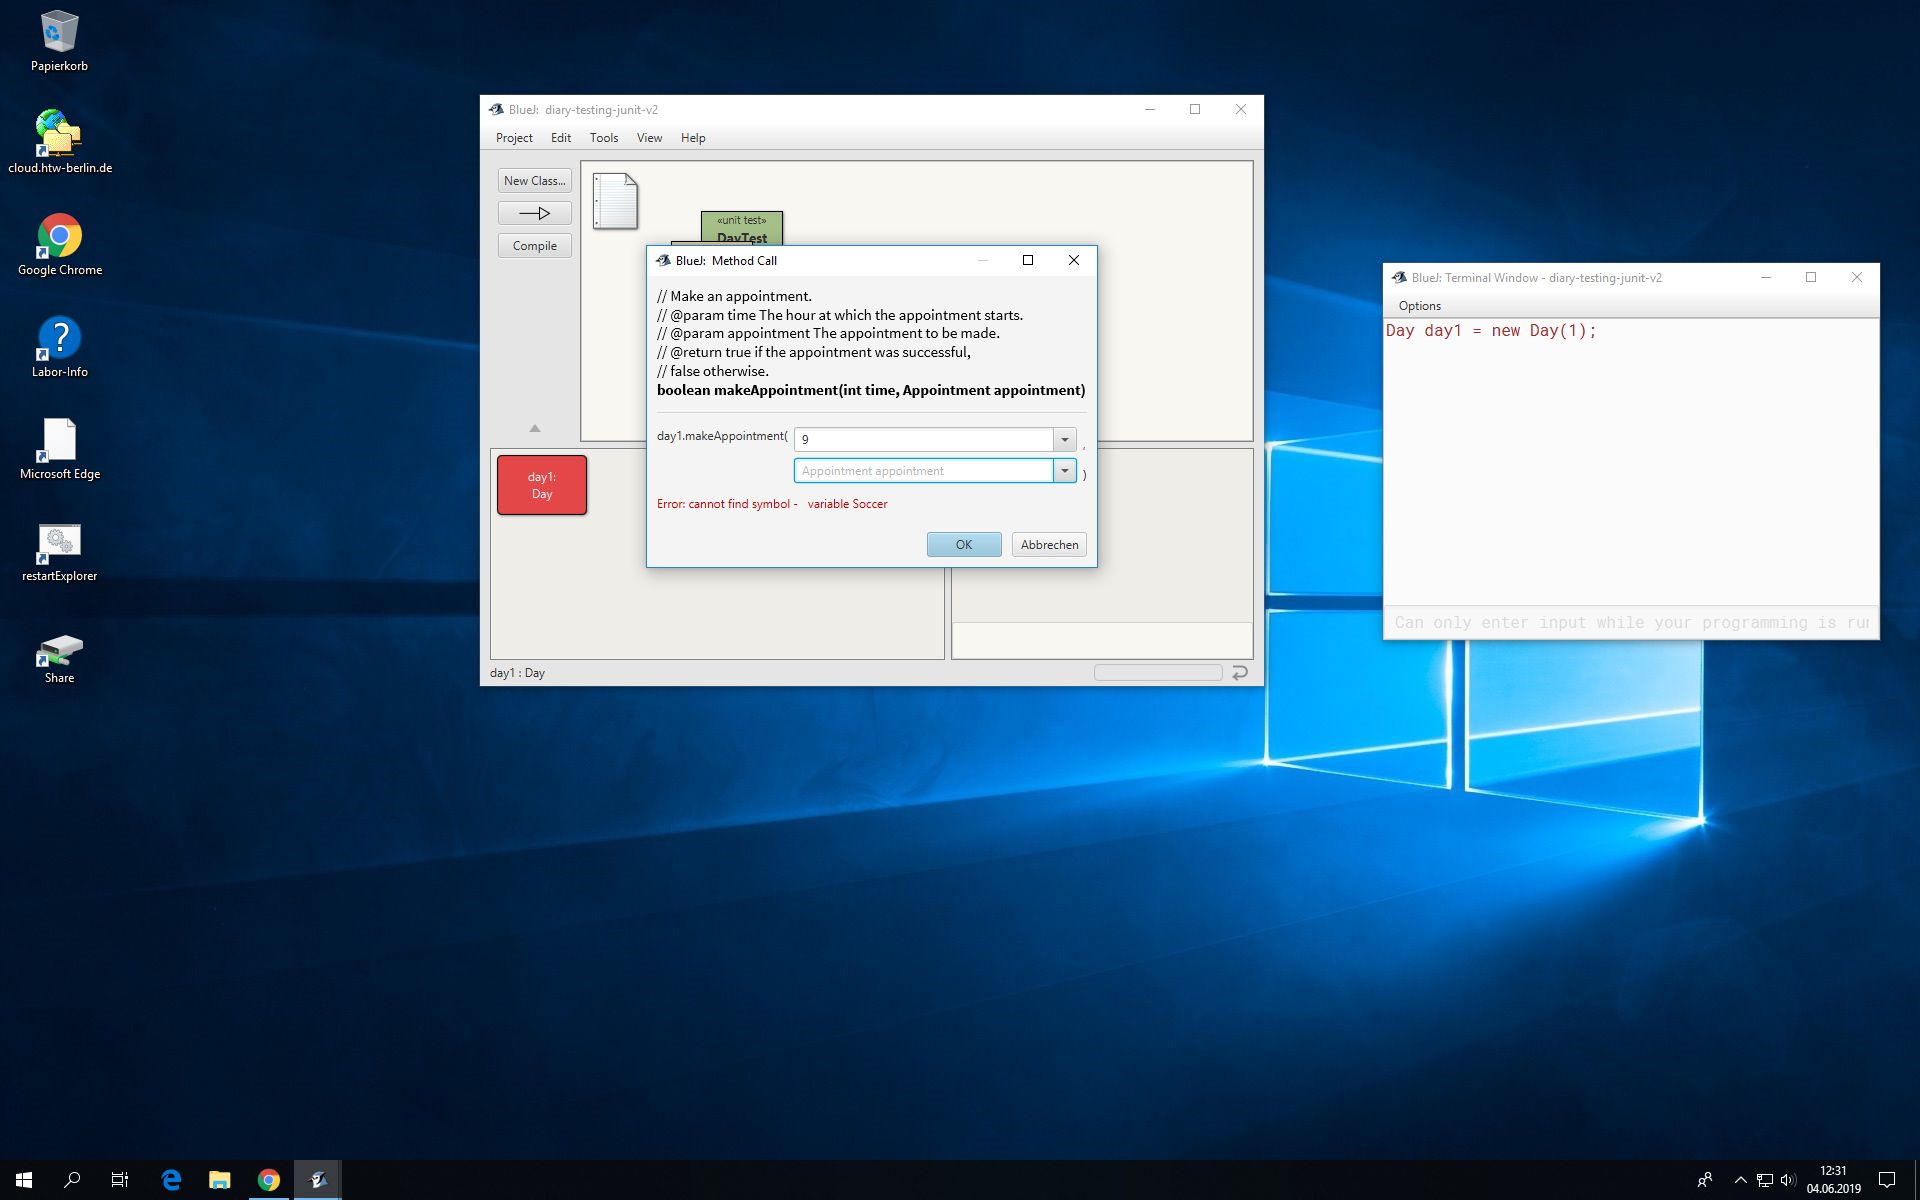 Papierkorb
cloud.htw-berlin.de
Google Chrome
Labor-Info
Microsoft Edge
restartExplorer
Share
BlueJ: diary-testing-junit-v2
Project Edit Tools View Help
New Class...
Compile
«unit test»
DayTest
BlueJ: Method Call
// Make an appointment.
// @param time The hour at which the appointment starts.
// @param appointment The appointment to be made.
// @return true if the appointment was successful,
// false otherwise.
boolean makeAppointment(int time, Appointment appointment)
day1.makeAppointment( 9 ,
Appointment appointment )
Error: cannot find symbol - variable Soccer
OK Abbrechen
day1:
Day
day1 : Day
BlueJ: Terminal Window - diary-testing-junit-v2
Options
Day day1 = new Day(1);
Can only enter input while your programming is rur
12:31
04.06.2019